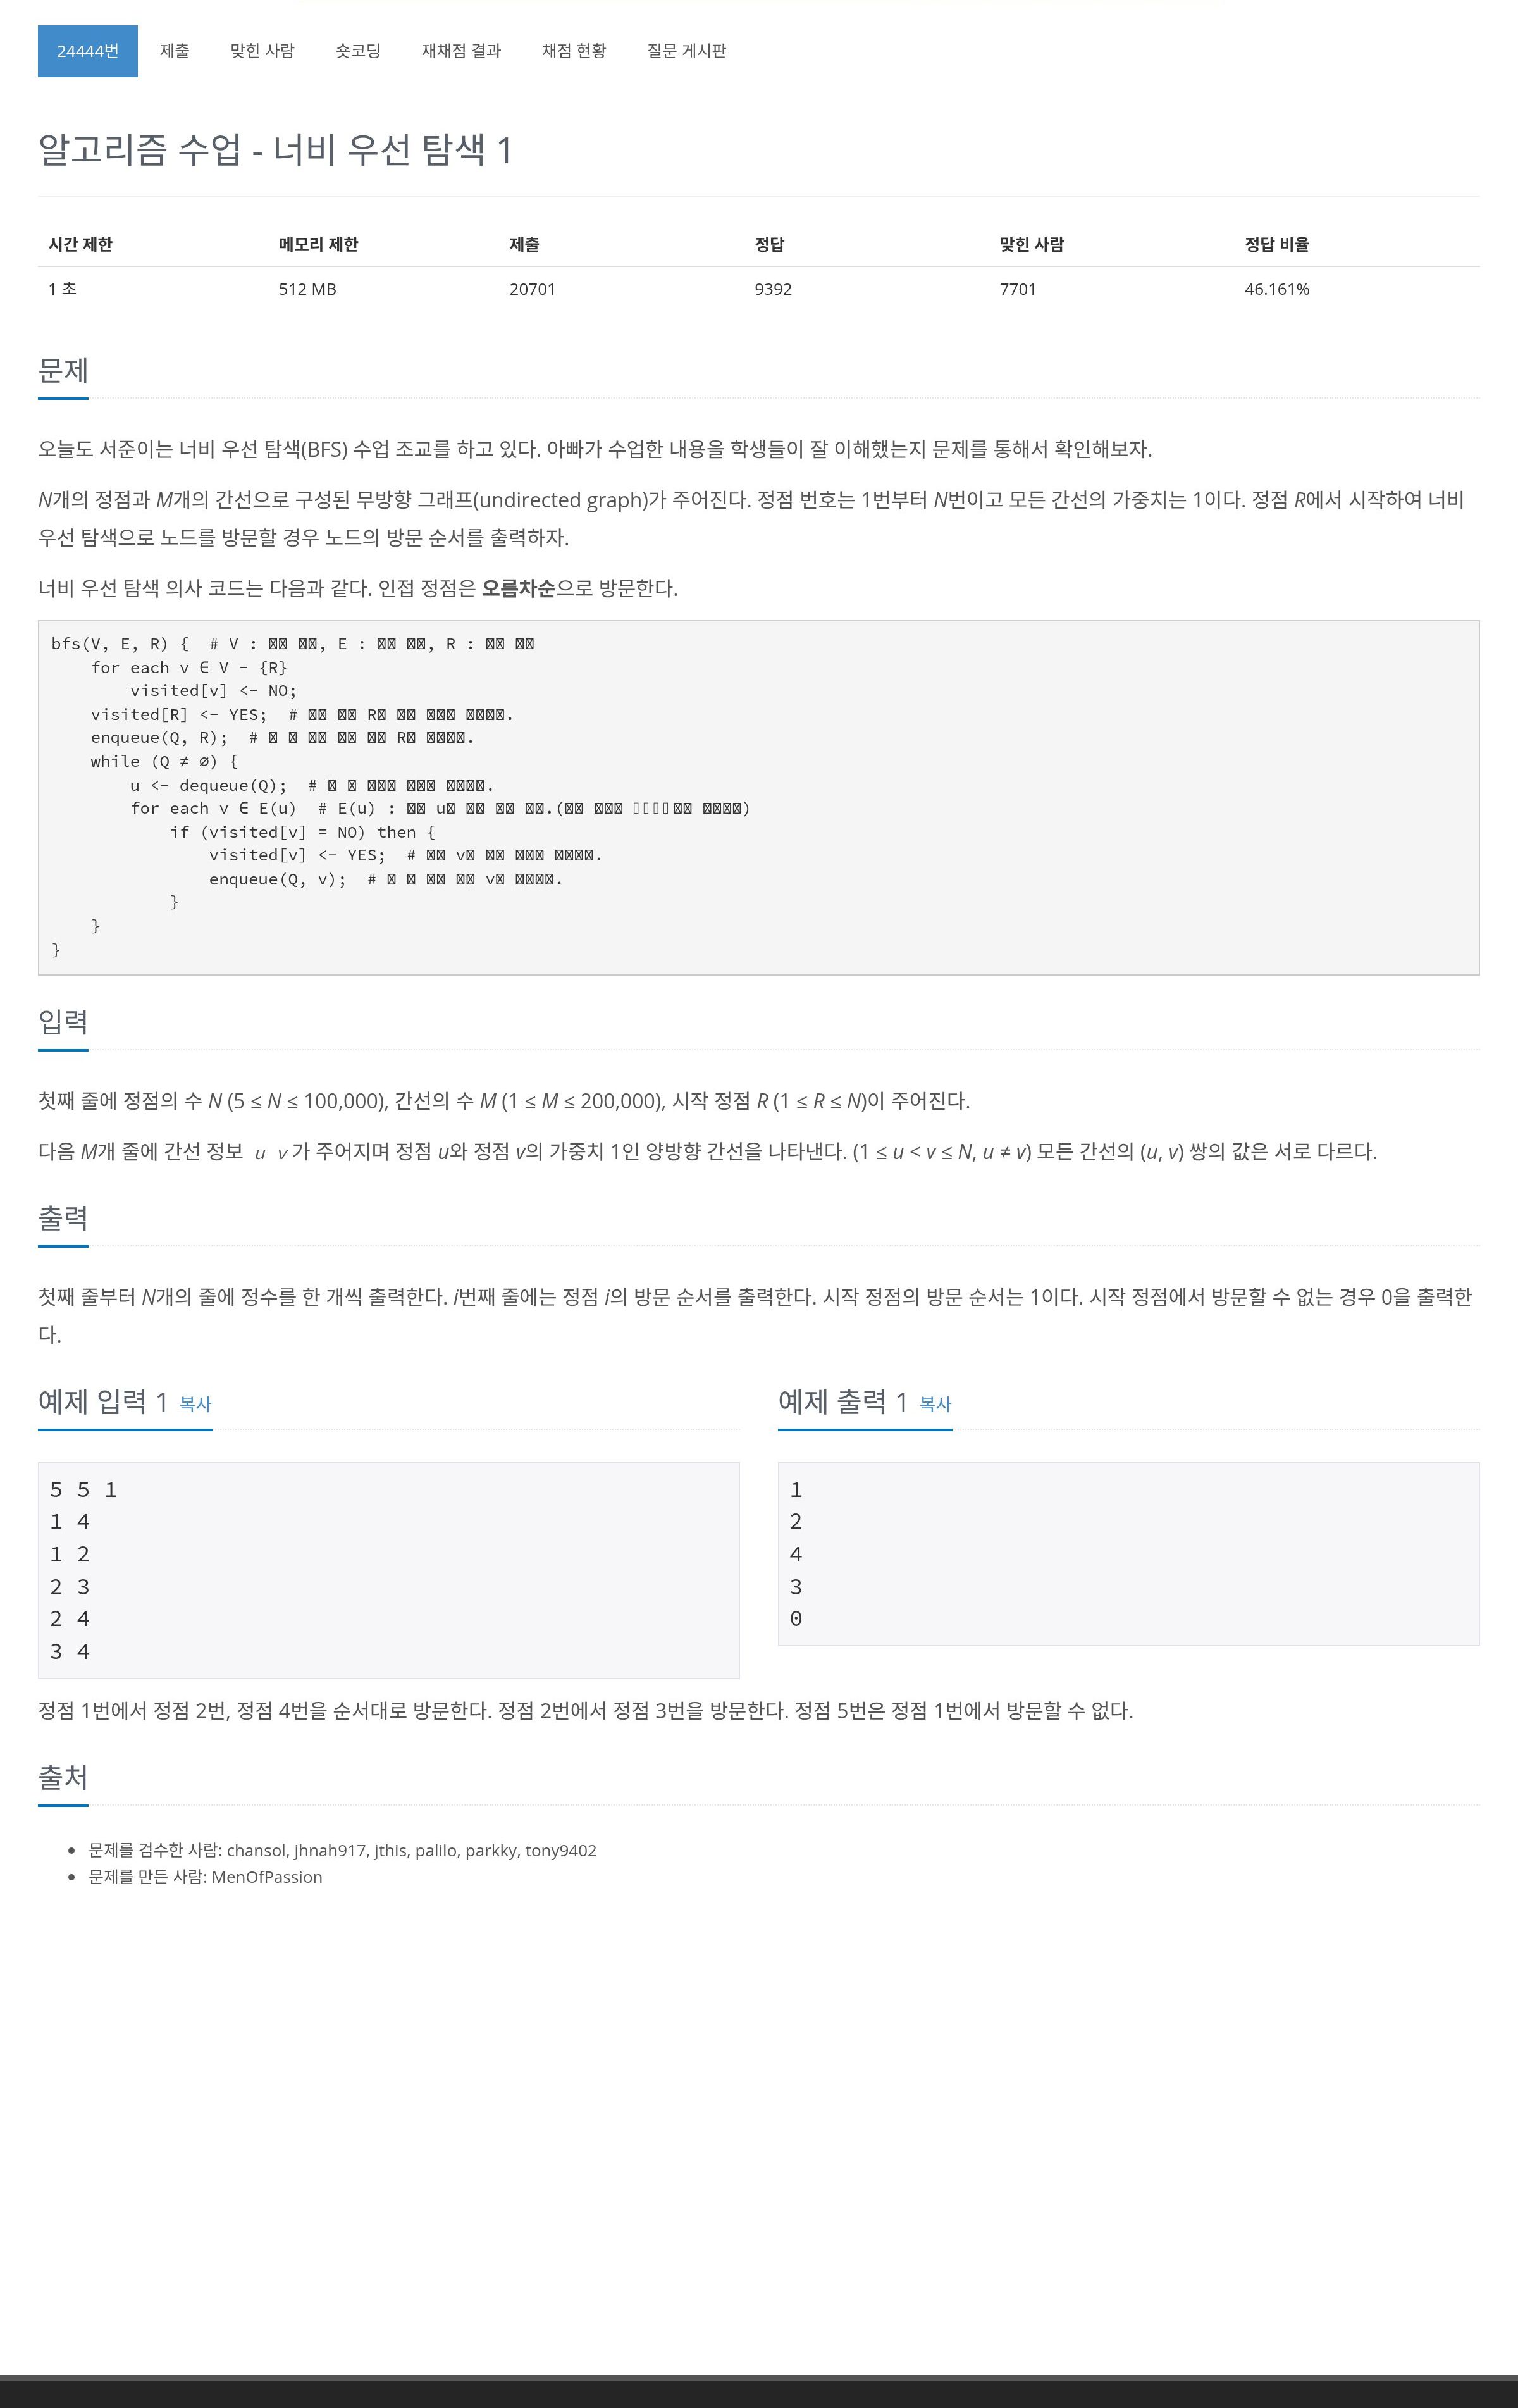 24444번 제출 맞힌 사람 숏코딩 재채점 결과 채점 현황 질문 게시판
알고리즘 수업 - 너비 우선 탐색 1
시간 제한 메모리 제한 제출 정답 맞힌 사람 정답 비율
1 초 512 MB 20701 9392 7701 46.161%
문제
오늘도 서준이는 너비 우선 탐색(BFS) 수업 조교를 하고 있다. 아빠가 수업한 내용을 학생들이 잘 이해했는지 문제를 통해서 확인해보자.
N개의 정점과 M개의 간선으로 구성된 무방향 그래프(undirected graph)가 주어진다. 정점 번호는 1번부터 N번이고 모든 간선의 가중치는 1이다. 정점 R에서 시작하여 너비
우선 탐색으로 노드를 방문할 경우 노드의 방문 순서를 출력하자.
너비 우선 탐색 의사 코드는 다음과 같다. 인접 정점은 오름차순으로 방문한다.
bfs(V, E, R) {  # V : , E : , R :
    for each v ∈ V - {R}
        visited[v] <- NO;
    visited[R] <- YES;  # R .
    enqueue(Q, R);  # R .
    while (Q ≠ ∅) {
        u <- dequeue(Q);  # .
        for each v ∈ E(u)  # E(u) : u .( )
            if (visited[v] = NO) then {
                visited[v] <- YES;  # v .
                enqueue(Q, v);  # v .
            }
    }
}
입력
첫째 줄에 정점의 수 N (5 ≤ N ≤ 100,000), 간선의 수 M (1 ≤ M ≤ 200,000), 시작 정점 R (1 ≤ R ≤ N)이 주어진다.
다음 M개 줄에 간선 정보 u v가 주어지며 정점 u와 정점 v의 가중치 1인 양방향 간선을 나타낸다. (1 ≤ u < v ≤ N, u ≠ v) 모든 간선의 (u, v) 쌍의 값은 서로 다르다.
출력
첫째 줄부터 N개의 줄에 정수를 한 개씩 출력한다. i번째 줄에는 정점 i의 방문 순서를 출력한다. 시작 정점의 방문 순서는 1이다. 시작 정점에서 방문할 수 없는 경우 0을 출력한
다.
예제 입력 1 복사
5 5 1
1 4
1 2
2 3
2 4
3 4
예제 출력 1 복사
1
2
4
3
0
정점 1번에서 정점 2번, 정점 4번을 순서대로 방문한다. 정점 2번에서 정점 3번을 방문한다. 정점 5번은 정점 1번에서 방문할 수 없다.
출처
문제를 검수한 사람: chansol, jhnah917, jthis, palilo, parkky, tony9402
문제를 만든 사람: MenOfPassion